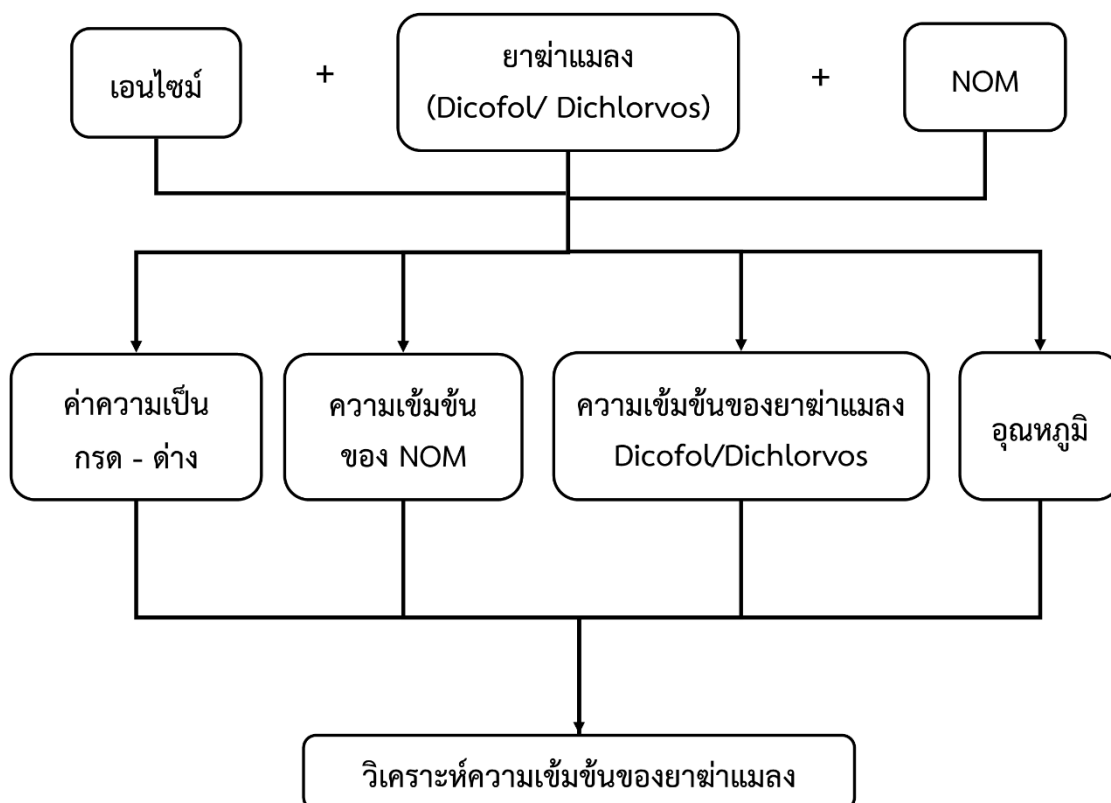 เอนไซม์
+
ยาฆ่าแมลง
(Dicofol/ Dichlorvos)
+
NOM
ค่าความเป็น
กรด - ด่าง
ความเข้มข้น
ของ NOM
ความเข้มข้นของยาฆ่าแมลง
Dicofol/Dichlorvos
อุณหภูมิ
วิเคราะห์ความเข้มข้นของยาฆ่าแมลง